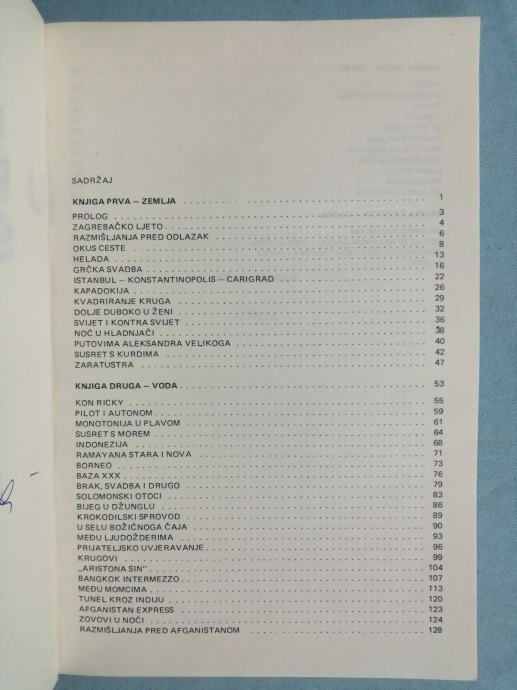 SADRŽAJ
KNJIGA PRVA – ZEMLJA 1
PROLOG 3
ZAGREBAČKO LJETO 4
RAZMIŠLJANJA PRED ODLAZAK 6
OKUS CESTE 8
HELADA 13
GRČKA SVADBA 16
ISTANBUL – KONSTANTINOPOLIS – CARIGRAD 22
KAPADOKIJA 26
KVADRIRANJE KRUGA 29
DOLJE DUBOKO U ŽENI 32
SVIJET I KONTRA SVIJET 36
NOĆ U HLADNJAČI 38
PUTOVIMA ALEKSANDRA VELIKOGA 40
SUSRET S KURDIMA 42
ZARATUSTRA 47
KNJIGA DRUGA – VODA 53
KON RICKY 55
PILOT I AUTONOM 59
MONOTONIJA U PLAVOM 61
SUSRET S MOREM 64
INDONEZIJA 68
RAMAYANA STARA I NOVA 71
BORNEO 73
BAZA XXX 76
BRAK, SVADBA I DRUGO 79
SOLOMONSKI OTOCI 83
BIJEG U DŽUNGLU 86
KROKODILSKI SPROVOD 89
U SELU BOŽIĆNOGA ČAJA 90
MEĐU LJUDOŽDERIMA 93
PRIJATELJSKO UVJERAVANJE 96
KRUGOVI 99
„ARISTONA SIN" 104
BANGKOK INTERMEZZO 107
MEĐU MOMCIMA 113
TUNEL KROZ INDIJU 120
AFGANISTAN EXPRESS 123
ZOVOVI U NOĆI 124
RAZMIŠLJANJA PRED AFGANISTANOM 128